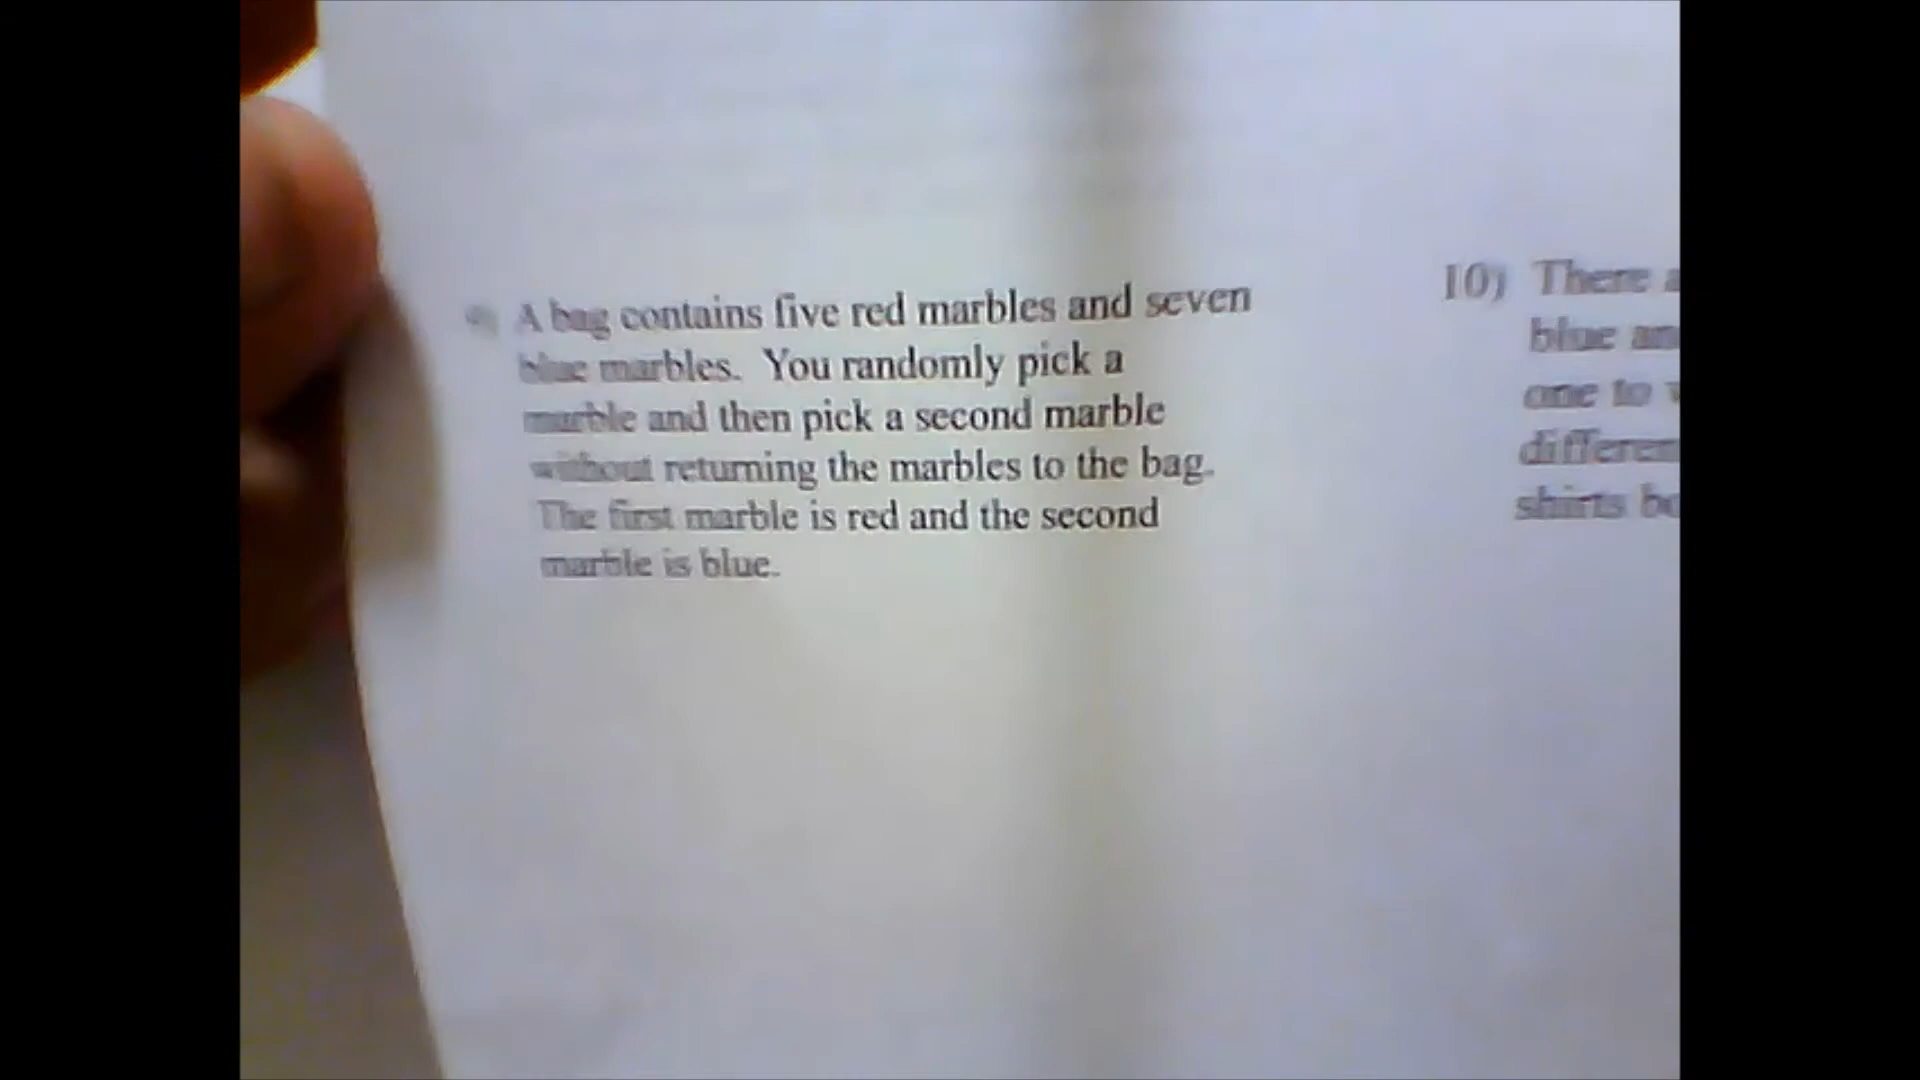 A bag contains five red marbles and seven
blue marbles. You randomly pick a
marble and then pick a second marble
without returning the marbles to the bag.
The first marble is red and the second
marble is blue.
10) There
blue
one to
shirts